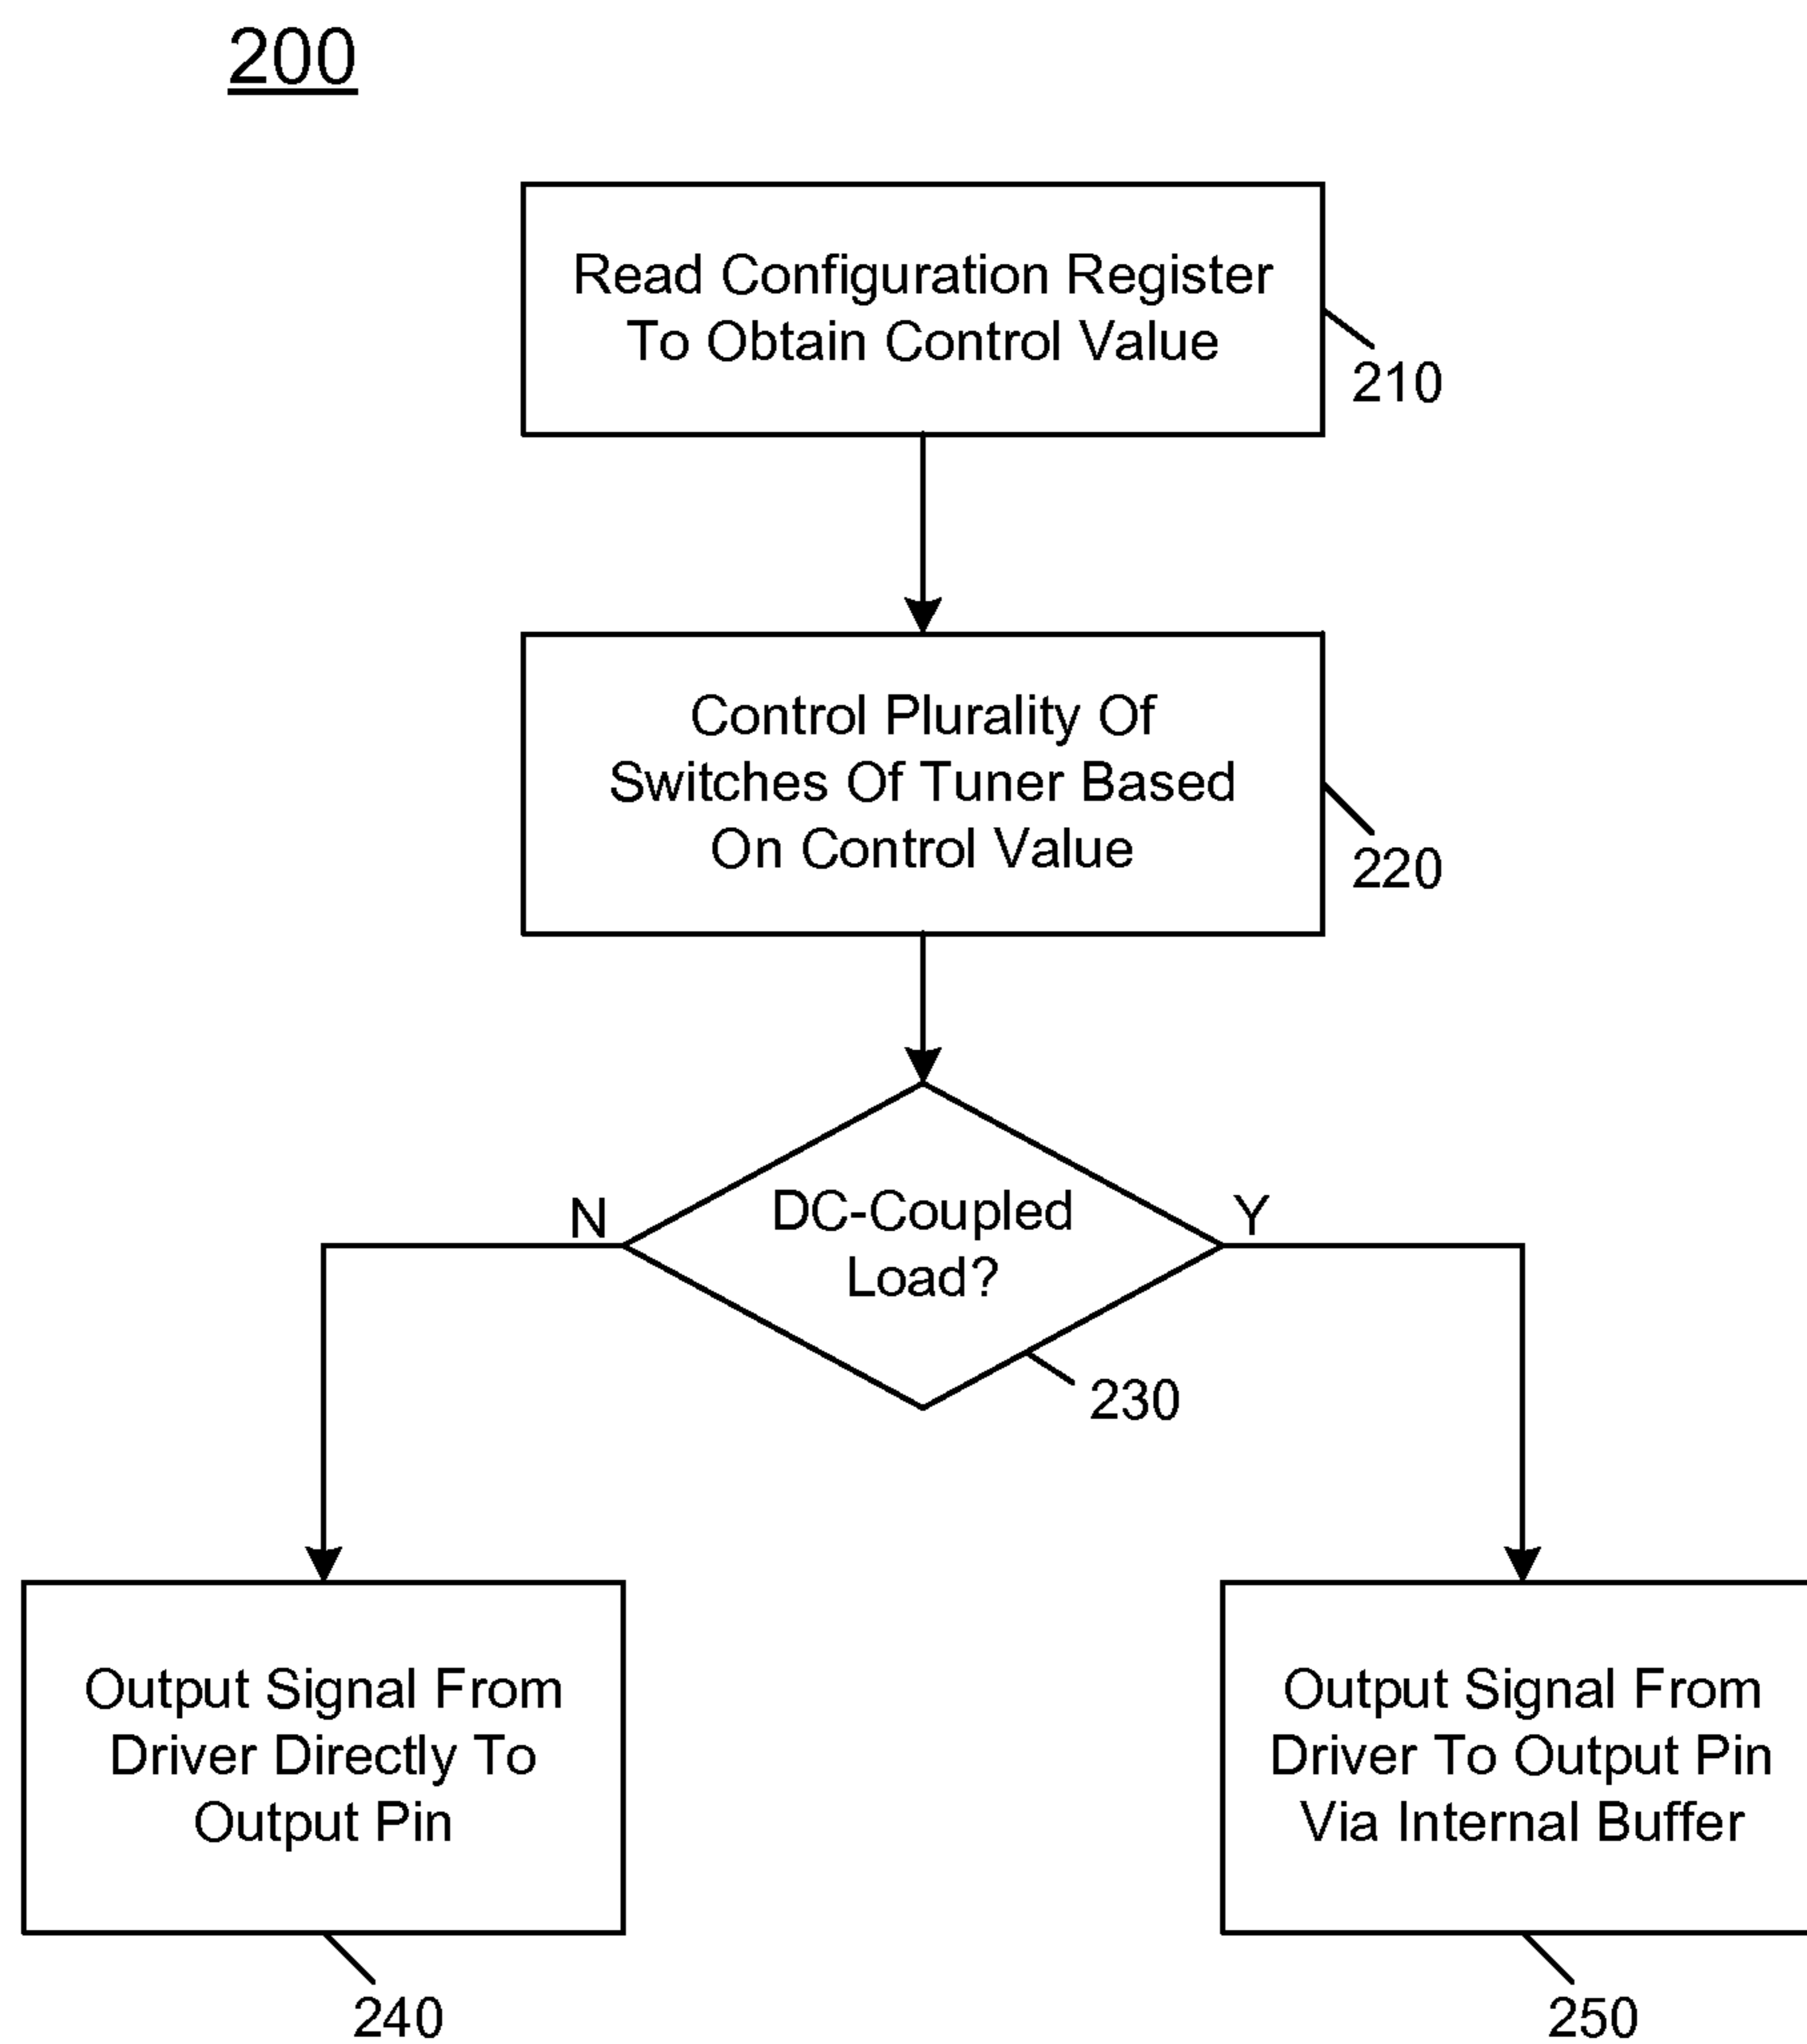 200
Read Configuration Register
To Obtain Control Value
210
Control Plurality Of
Switches Of Tuner Based
On Control Value
220
DC-Coupled
Load?
N
Y
230
Output Signal From
Driver Directly To
Output Pin
240
Output Signal From
Driver To Output Pin
Via Internal Buffer
250